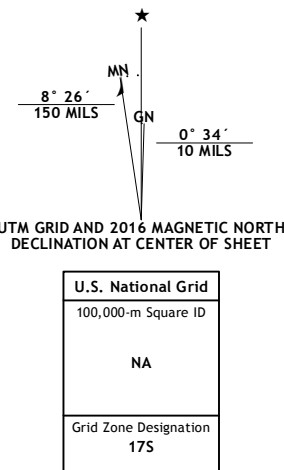 MN
8° 26´
150 MILS
GN
0° 34´
10 MILS
UTM GRID AND 2016 MAGNETIC NORTH
DECLINATION AT CENTER OF SHEET
U.S. National Grid
100,000-m Square ID
NA
Grid Zone Designation
17S